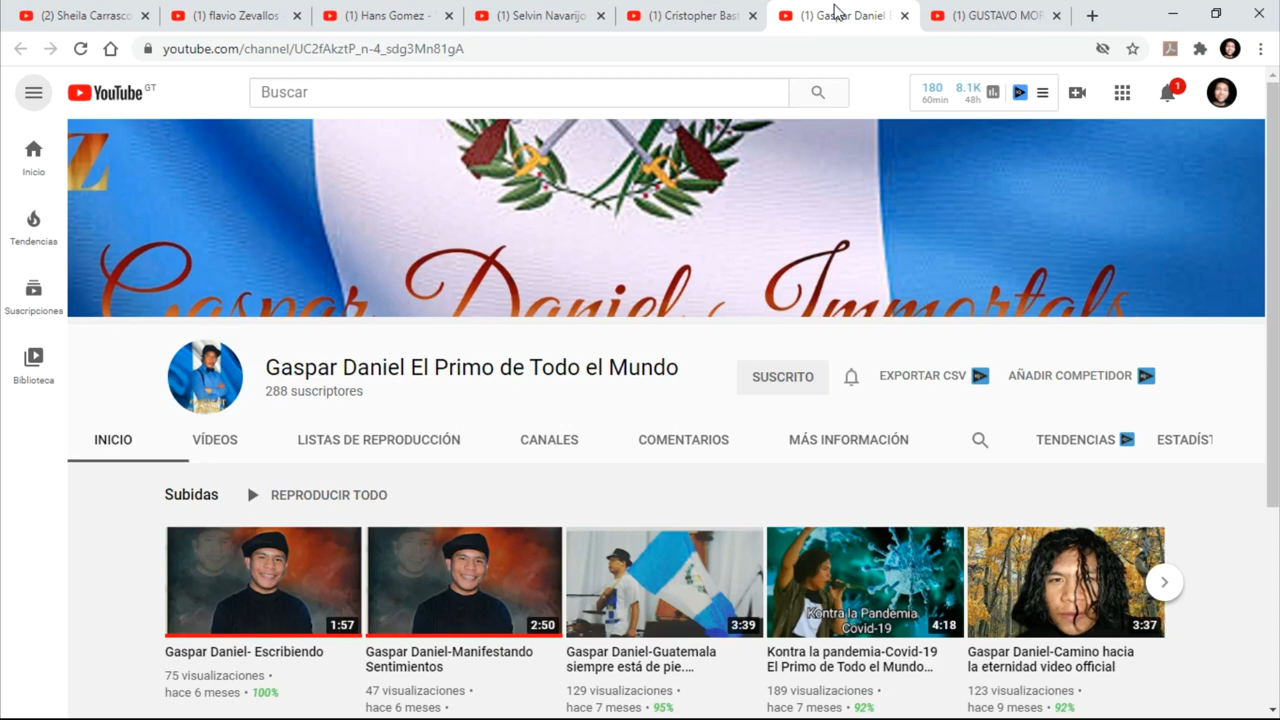 (2) Sheila Carrasco
(1) flavio Zevallos
(1) Hans Gomez -
(1) Selvin Navarijo
(1) Cristopher Bast
(1) Gaspar Daniel E
(1) GUSTAVO MOR
youtube.com/channel/UC2fAkztP_n-4_sdg3Mn81gA
YouTube GT
Buscar
180 8.1K
60min 48h
1
Inicio
Tendencias
Suscripciones
Biblioteca
Gaspar Daniel Immortals
Gaspar Daniel El Primo de Todo el Mundo
288 suscriptores
SUSCRITO
EXPORTAR CSV
AÑADIR COMPETIDOR
INICIO VÍDEOS LISTAS DE REPRODUCCIÓN CANALES COMENTARIOS MÁS INFORMACIÓN TENDENCIAS ESTADÍST
Subidas REPRODUCIR TODO
1:57
Gaspar Daniel- Escribiendo
75 visualizaciones •
hace 6 meses • 100%
2:50
Gaspar Daniel-Manifestando
Sentimientos
47 visualizaciones •
hace 6 meses •
3:39
Gaspar Daniel-Guatemala
siempre está de pie....
129 visualizaciones •
hace 7 meses • 95%
Kontra la Pandemia
Covid-19
4:18
Kontra la pandemia-Covid-19
El Primo de Todo el Mundo...
189 visualizaciones •
hace 7 meses • 92%
3:37
Gaspar Daniel-Camino hacia
la eternidad video official
123 visualizaciones •
hace 9 meses • 92%